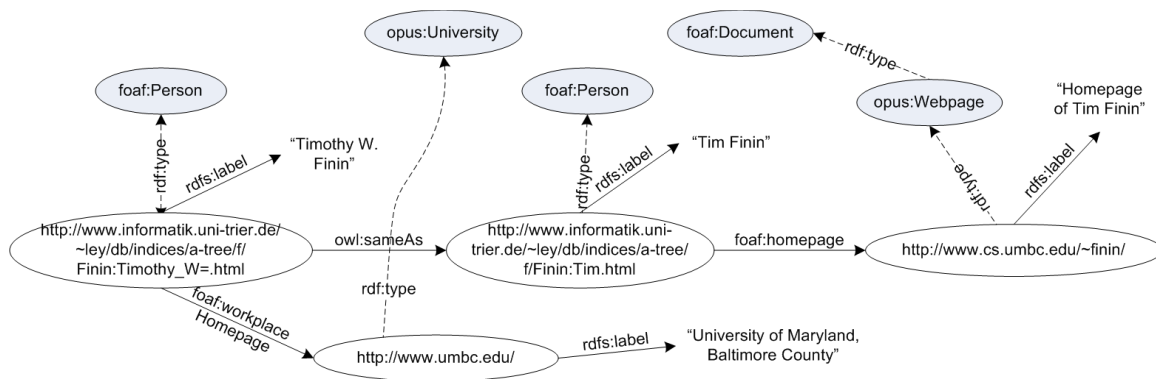 opus:University
foaf:Document
rdf:type
foaf:Person
foaf:Person
opus:Webpage
"Homepage
of Tim Finin"
"Timothy W.
Finin"
"Tim Finin"
rdf:type
rdfs:label
rdf:type
rdfs:label
rdf:type
rdfs:label
http://www.informatik.uni-trier.de/
~ley/db/indices/a-tree/f/
Finin:Timothy_W=.html
owl:sameAs
http://www.informatik.uni-
trier.de/~ley/db/indices/a-tree/
f/Finin:Tim.html
foaf:homepage
http://www.cs.umbc.edu/~finin/
rdf:type
foaf:workplace
Homepage
http://www.umbc.edu/
rdfs:label
"University of Maryland,
Baltimore County"